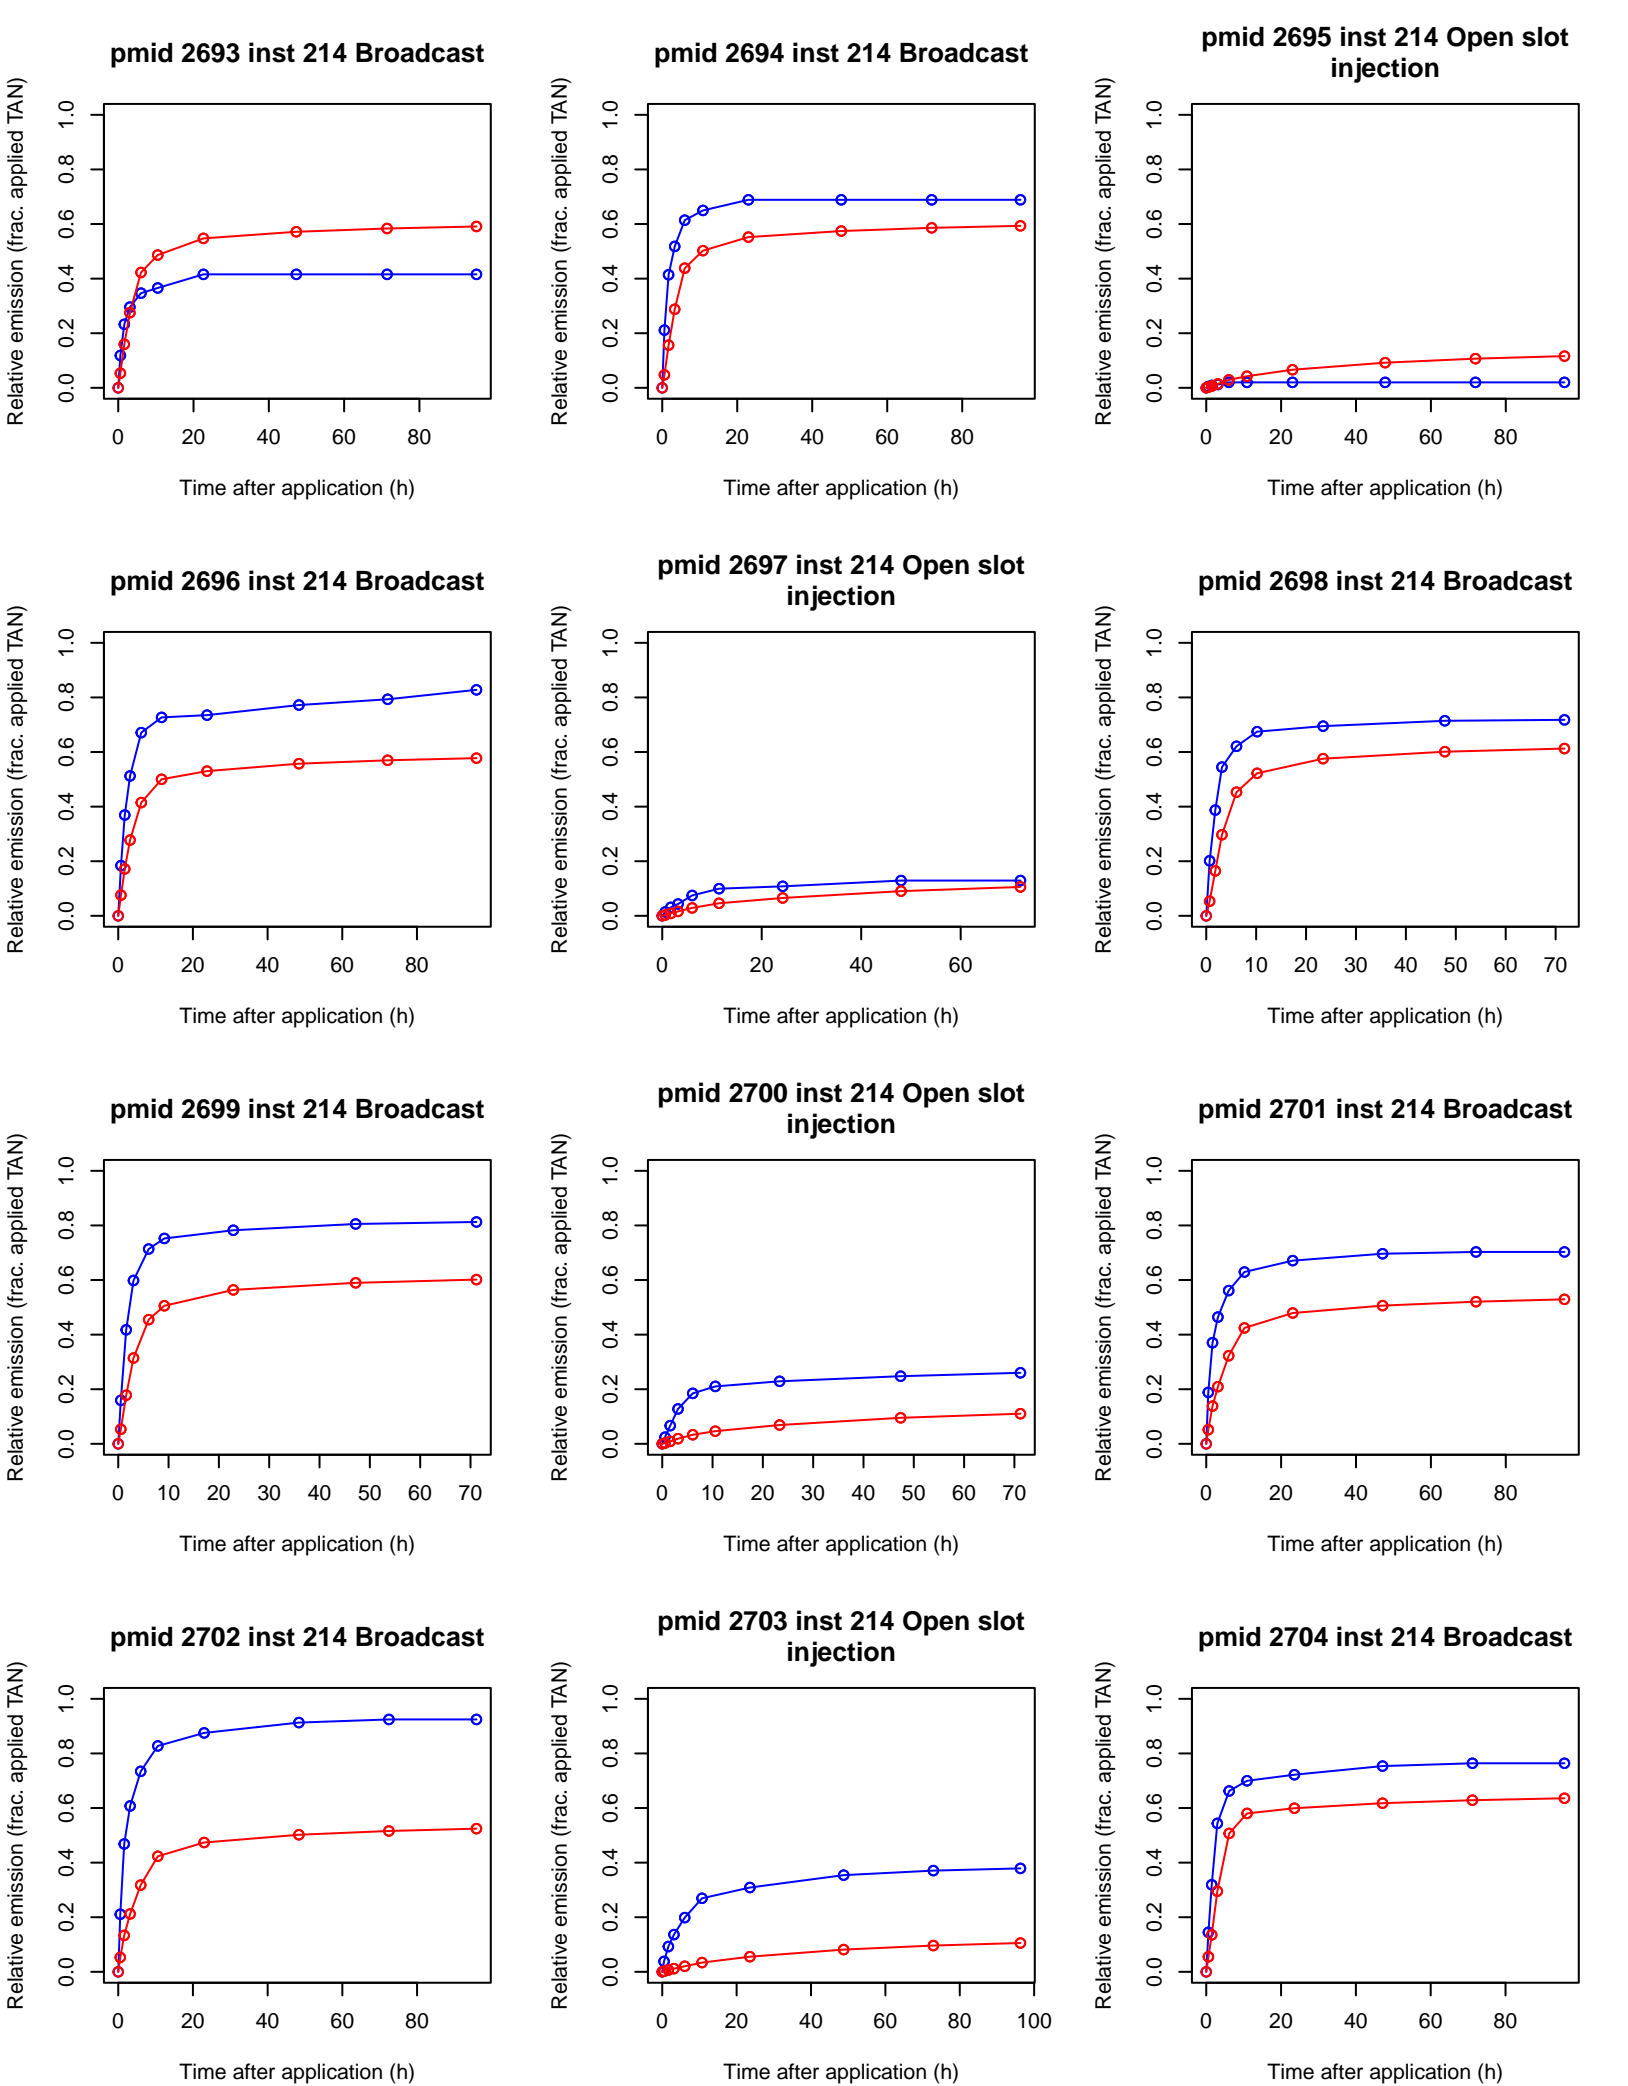 pmid 2693 inst 214 Broadcast
Relative emission (frac. applied TAN)
0.0 0.2 0.4 0.6 0.8 1.0
0 20 40 60 80
Time after application (h)
pmid 2694 inst 214 Broadcast
Relative emission (frac. applied TAN)
0.0 0.2 0.4 0.6 0.8 1.0
0 20 40 60 80
Time after application (h)
pmid 2695 inst 214 Open slot
injection
Relative emission (frac. applied TAN)
0.0 0.2 0.4 0.6 0.8 1.0
0 20 40 60 80
Time after application (h)
pmid 2696 inst 214 Broadcast
Relative emission (frac. applied TAN)
0.0 0.2 0.4 0.6 0.8 1.0
0 20 40 60 80
Time after application (h)
pmid 2697 inst 214 Open slot
injection
Relative emission (frac. applied TAN)
0.0 0.2 0.4 0.6 0.8 1.0
0 20 40 60
Time after application (h)
pmid 2698 inst 214 Broadcast
Relative emission (frac. applied TAN)
0.0 0.2 0.4 0.6 0.8 1.0
0 10 20 30 40 50 60 70
Time after application (h)
pmid 2699 inst 214 Broadcast
Relative emission (frac. applied TAN)
0.0 0.2 0.4 0.6 0.8 1.0
0 10 20 30 40 50 60 70
Time after application (h)
pmid 2700 inst 214 Open slot
injection
Relative emission (frac. applied TAN)
0.0 0.2 0.4 0.6 0.8 1.0
0 10 20 30 40 50 60 70
Time after application (h)
pmid 2701 inst 214 Broadcast
Relative emission (frac. applied TAN)
0.0 0.2 0.4 0.6 0.8 1.0
0 20 40 60 80
Time after application (h)
pmid 2702 inst 214 Broadcast
Relative emission (frac. applied TAN)
0.0 0.2 0.4 0.6 0.8 1.0
0 20 40 60 80
Time after application (h)
pmid 2703 inst 214 Open slot
injection
Relative emission (frac. applied TAN)
0.0 0.2 0.4 0.6 0.8 1.0
0 20 40 60 80 100
Time after application (h)
pmid 2704 inst 214 Broadcast
Relative emission (frac. applied TAN)
0.0 0.2 0.4 0.6 0.8 1.0
0 20 40 60 80
Time after application (h)